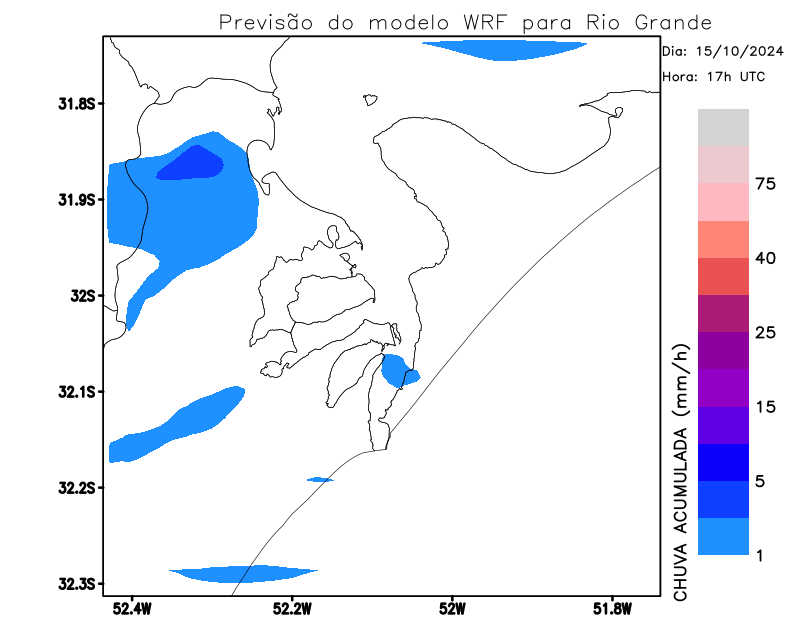 Previsão do modelo WRF para Rio Grande
Dia: 15/10/2024
Hora: 17h UTC
31.8S
31.9S
32S
32.1S
32.2S
32.3S
52.4W
52.2W
52W
51.8W
75
40
25
15
5
1
CHUVA ACUMULADA (mm/h)